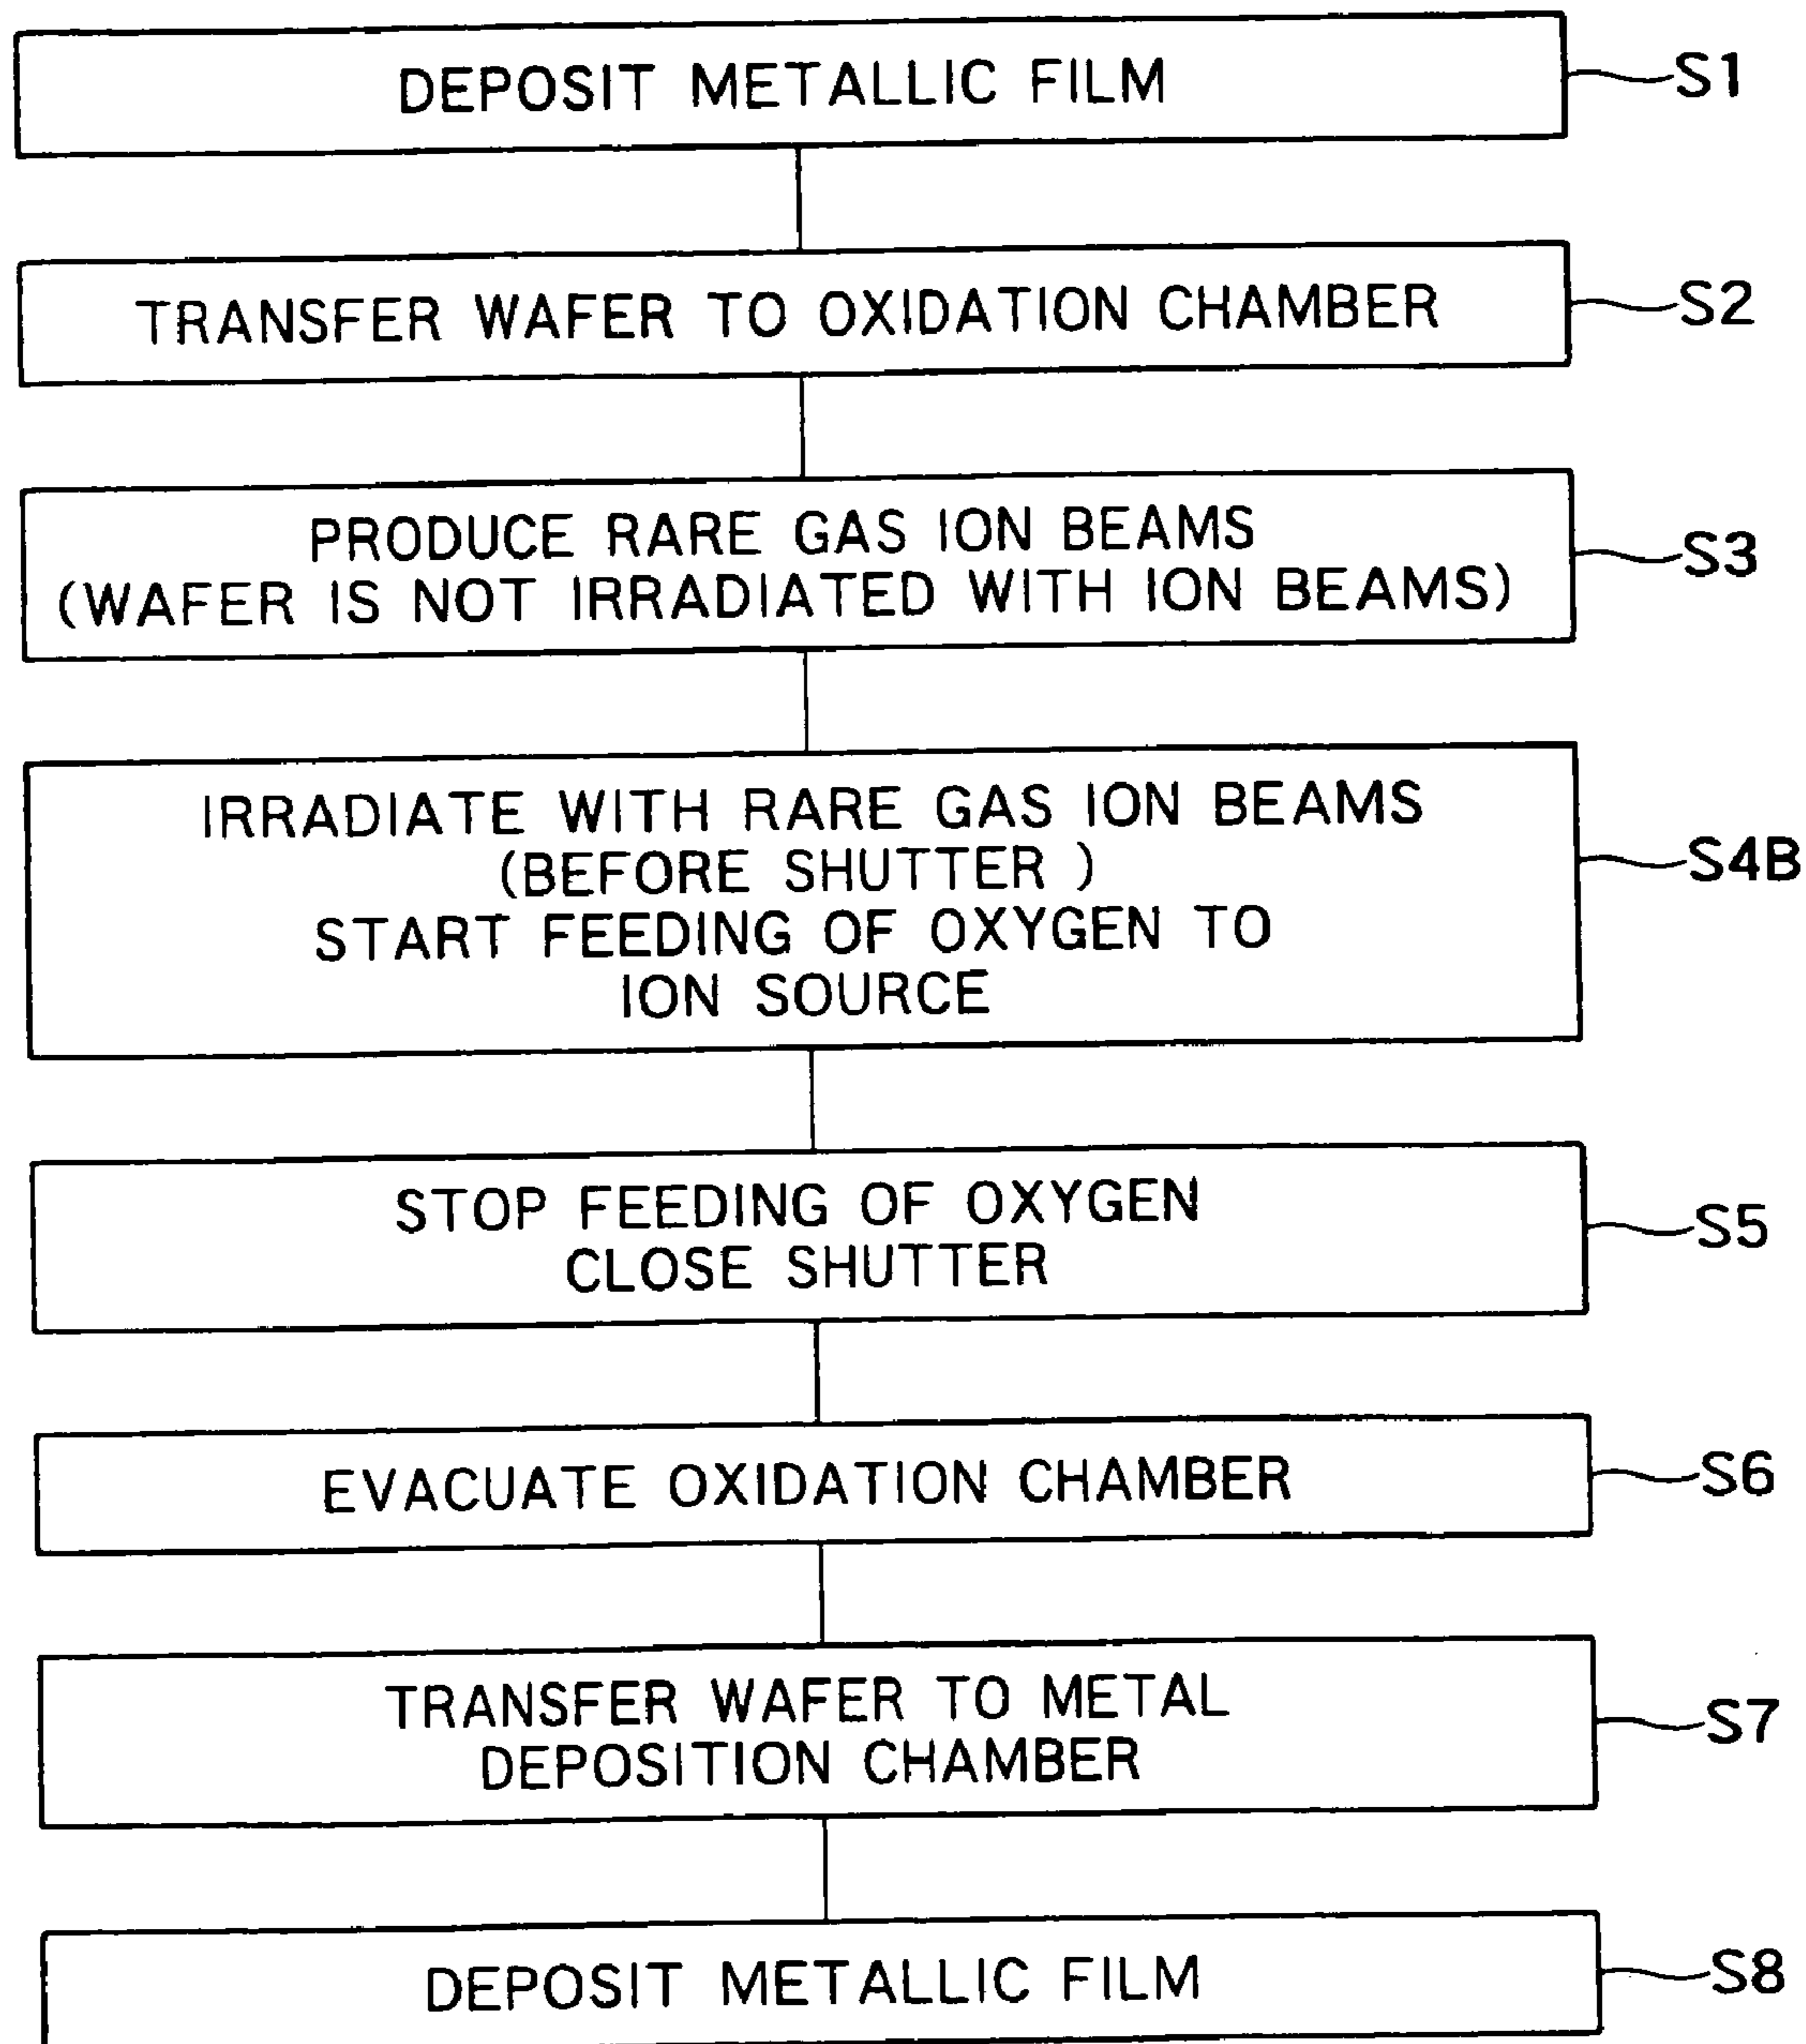 DEPOSIT METALLIC FILM
S1
TRANSFER WAFER TO OXIDATION CHAMBER
S2
PRODUCE RARE GAS ION BEAMS
(WAFER IS NOT IRRADIATED WITH ION BEAMS)
S3
IRRADIATE WITH RARE GAS ION BEAMS
(BEFORE SHUTTER )
START FEEDING OF OXYGEN TO
ION SOURCE
S4B
STOP FEEDING OF OXYGEN
CLOSE SHUTTER
S5
EVACUATE OXIDATION CHAMBER
S6
TRANSFER WAFER TO METAL
DEPOSITION CHAMBER
S7
DEPOSIT METALLIC FILM
S8